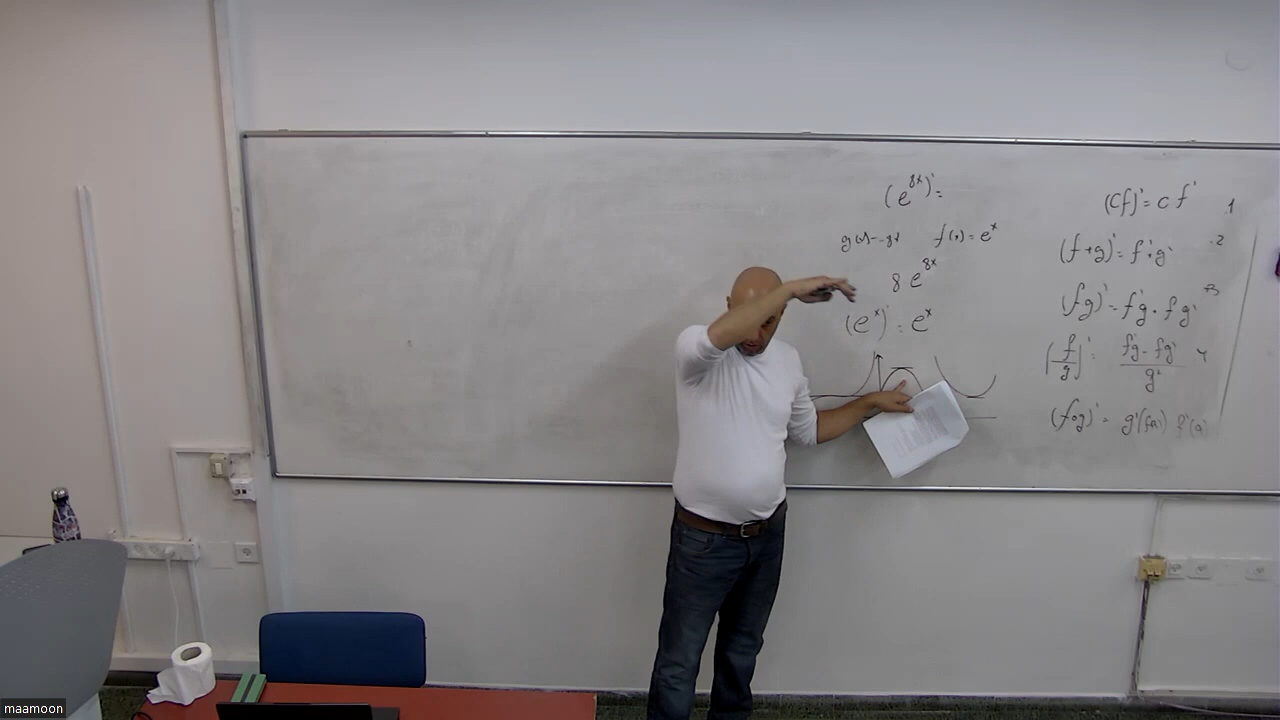 (e^{8x})' =
g(x) = 8x f(x) = e^x
8 e^{8x}
(e^x)' = e^x
(cf)' = c f' 1
(f+g)' = f'+g' 2
(fg)' = f'g + fg' 3
(f/g)' = f'g - fg' / g² 4
(f∘g)' = g'(f(a)) f'(a)
maamoon